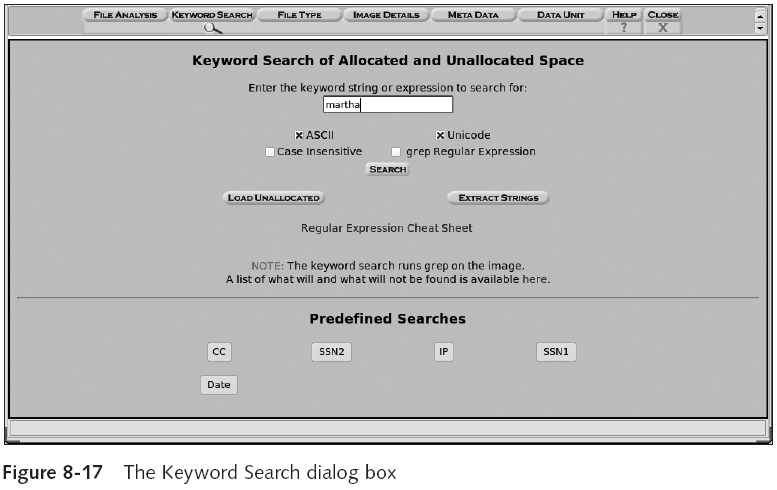 FILE ANALYSIS KEYWORD SEARCH FILE TYPE IMAGE DETAILS META DATA DATA UNIT HELP CLOSE
? X
Keyword Search of Allocated and Unallocated Space
Enter the keyword string or expression to search for:
martha
ASCII Unicode
Case Insensitive grep Regular Expression
SEARCH
LOAD UNALLOCATED EXTRACT STRINGS
Regular Expression Cheat Sheet
NOTE: The keyword search runs grep on the image.
A list of what will and what will not be found is available here.
Predefined Searches
CC SSN2 IP SSN1
Date
Figure 8-17 The Keyword Search dialog box